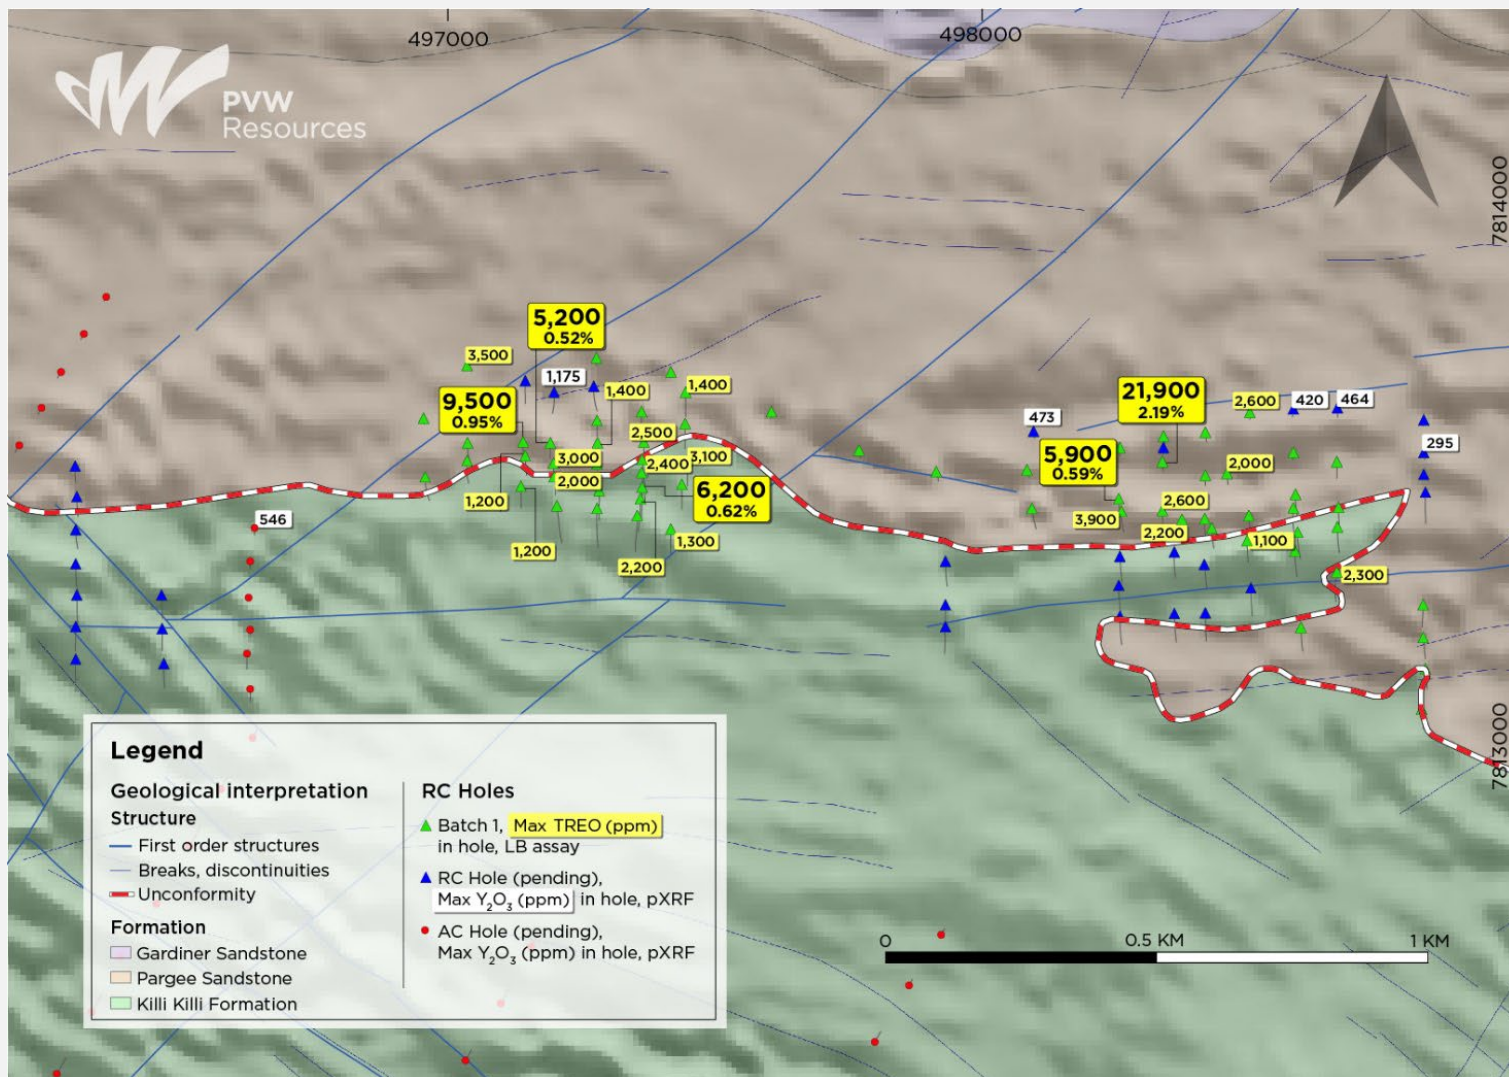 497000
498000
PVW
Resources
7814000
5,200
0.52%
3,500
1,175
1,400
1,400
9,500
0.95%
21,900
2.19%
2,600
420
464
473
2,500
295
3,000
2,400
3,100
5,900
0.59%
2,000
2,000
6,200
0.62%
1,200
2,600
546
3,900
2,200
1,200
1,300
1,100
2,200
2,300
7813000
Legend
Geological interpretation
Structure
First order structures
Breaks, discontinuities
Unconformity
Formation
Gardiner Sandstone
Pargee Sandstone
Killi Killi Formation
RC Holes
Batch 1, Max TREO (ppm)
in hole, LB assay
RC Hole (pending),
Max Y₂O₃ (ppm) in hole, pXRF
AC Hole (pending),
Max Y₂O₃ (ppm) in hole, pXRF
0 0.5 KM 1 KM